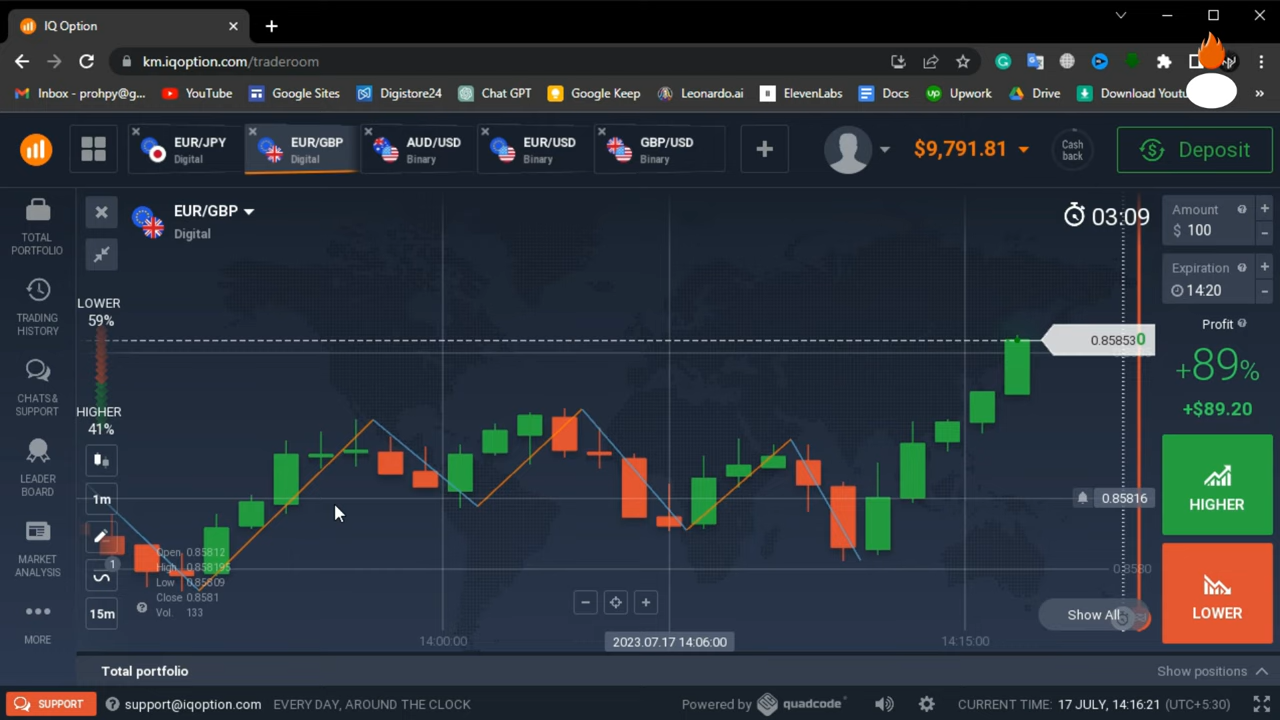 IQ Option
km.iqoption.com/traderoom
Inbox - prohpy@g...
YouTube
Google Sites
Digistore24
Chat GPT
Google Keep
Leonardo.ai
ElevenLabs
Docs
Upwork
Drive
Download Youtu
»
EUR/JPY
Digital
EUR/GBP
Digital
AUD/USD
Binary
EUR/USD
Binary
GBP/USD
Binary
$9,791.81
Cash
back
Deposit
TOTAL
PORTFOLIO
TRADING
HISTORY
CHATS &
SUPPORT
LEADER
BOARD
MARKET
ANALYSIS
MORE
EUR/GBP
Digital
03:09
LOWER
59%
HIGHER
41%
1m
1
15m
Open 0.85812
High 0.858195
Low 0.85809
Close 0.8581
Vol. 133
0.858530
0.85816
0.8580
Show All
14:00:00
2023.07.17 14:06:00
14:15:00
Amount
$ 100
Expiration
14:20
Profit
+89%
+$89.20
HIGHER
LOWER
Total portfolio
Show positions
SUPPORT
support@iqoption.com
EVERY DAY, AROUND THE CLOCK
Powered by quadcode
CURRENT TIME: 17 JULY, 14:16:21 (UTC+5:30)